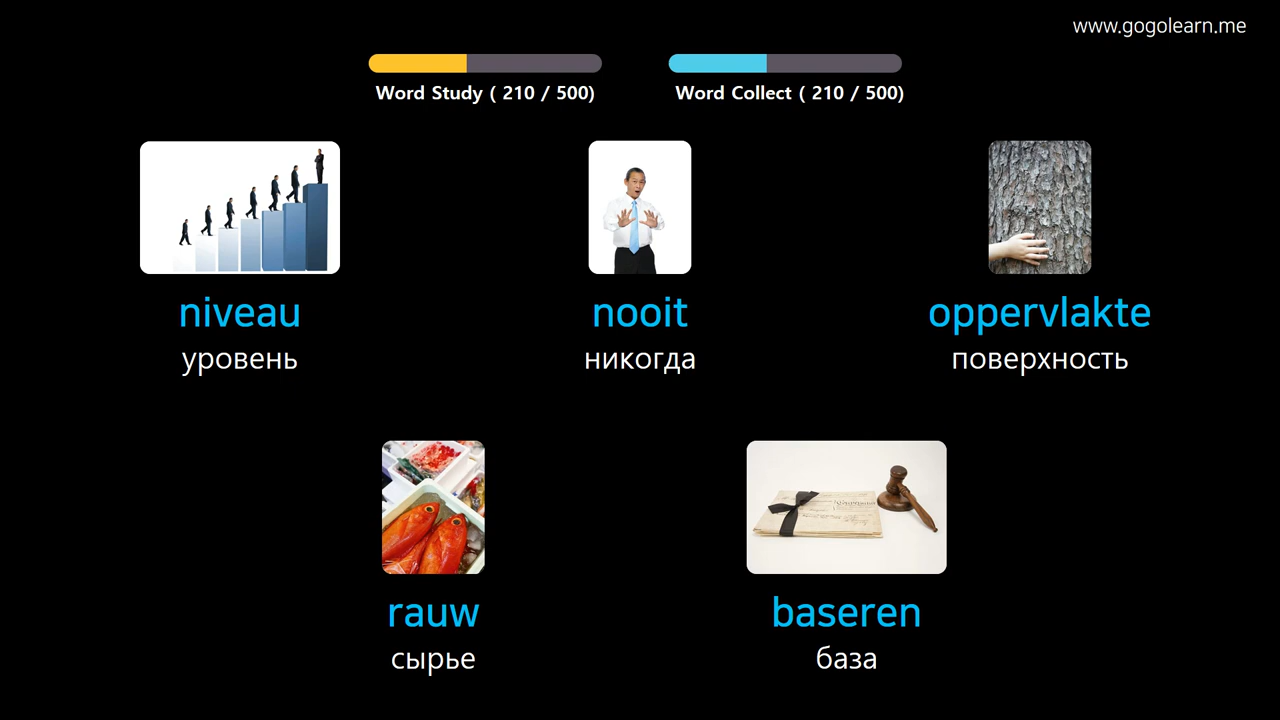 www.gogolearn.me
Word Study ( 210 / 500)
Word Collect ( 210 / 500)
niveau
уровень
nooit
никогда
oppervlakte
поверхность
rauw
сырье
baseren
база